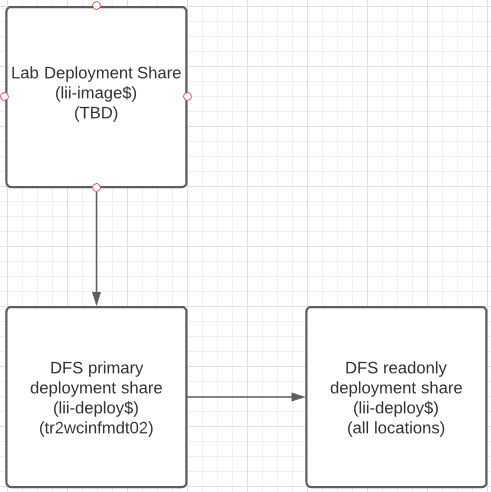 Lab Deployment Share
(lii-image$)
(TBD)
DFS primary
deployment share
(lii-deploy$)
(tr2wcinfmdt02)
DFS readonly
deployment share
(lii-deploy$)
(all locations)